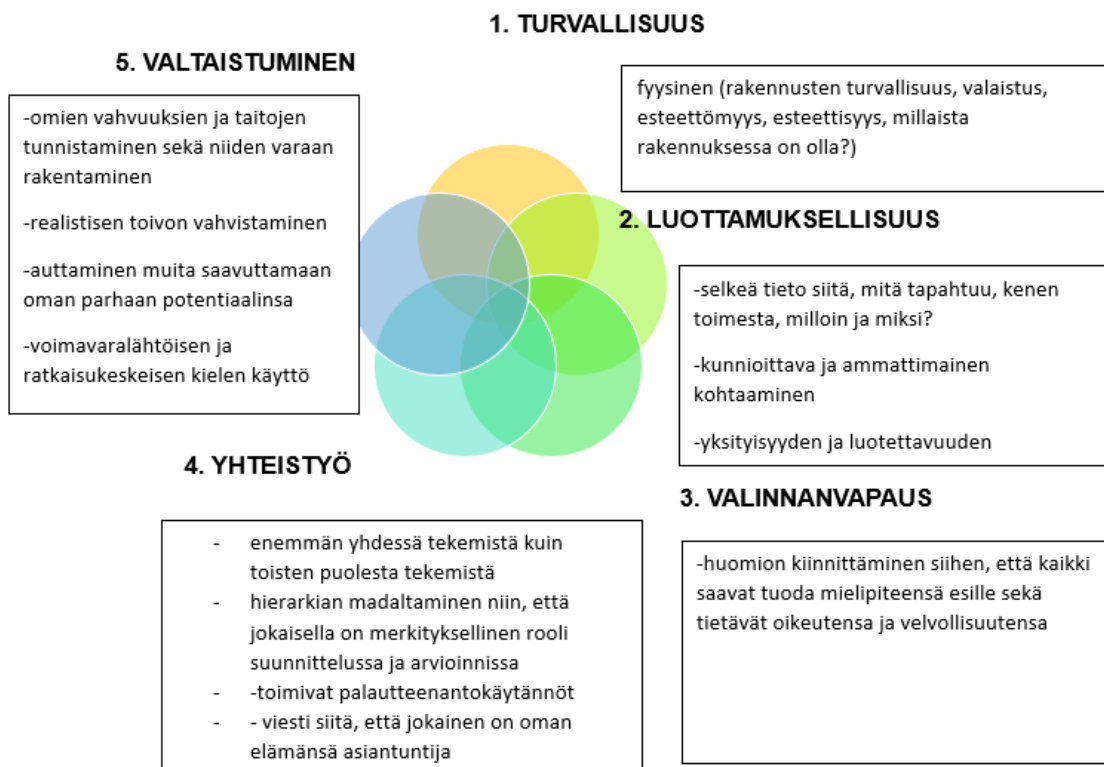 1. TURVALLISUUS
fyysinen (rakennusten turvallisuus, valaistus,
esteettömyys, esteettisyys, millaista
rakennuksessa on olla?)
2. LUOTTAMUKSELLISUUS
-selkeä tieto siitä, mitä tapahtuu, kenen
toimesta, milloin ja miksi?
-kunnioittava ja ammattimainen
kohtaaminen
-yksityisyyden ja luotettavuuden
3. VALINNANVAPAUS
-huomion kiinnittäminen siihen, että kaikki
saavat tuoda mielipiteensä esille sekä
tietävät oikeutensa ja velvollisuutensa
4. YHTEISTYÖ
- enemmän yhdessä tekemistä kuin
toisten puolesta tekemistä
- hierarkian madaltaminen niin, että
jokaisella on merkityksellinen rooli
suunnittelussa ja arvioinnissa
- -toimivat palautteenantokäytännöt
- - viesti siitä, että jokainen on oman
elämänsä asiantuntija
5. VALTAISTUMINEN
-omien vahvuuksien ja taitojen
tunnistaminen sekä niiden varaan
rakentaminen
-realistisen toivon vahvistaminen
-auttaminen muita saavuttamaan
oman parhaan potentiaalinsa
-voimavaralähtöisen ja
ratkaisukeskeisen kielen käyttö